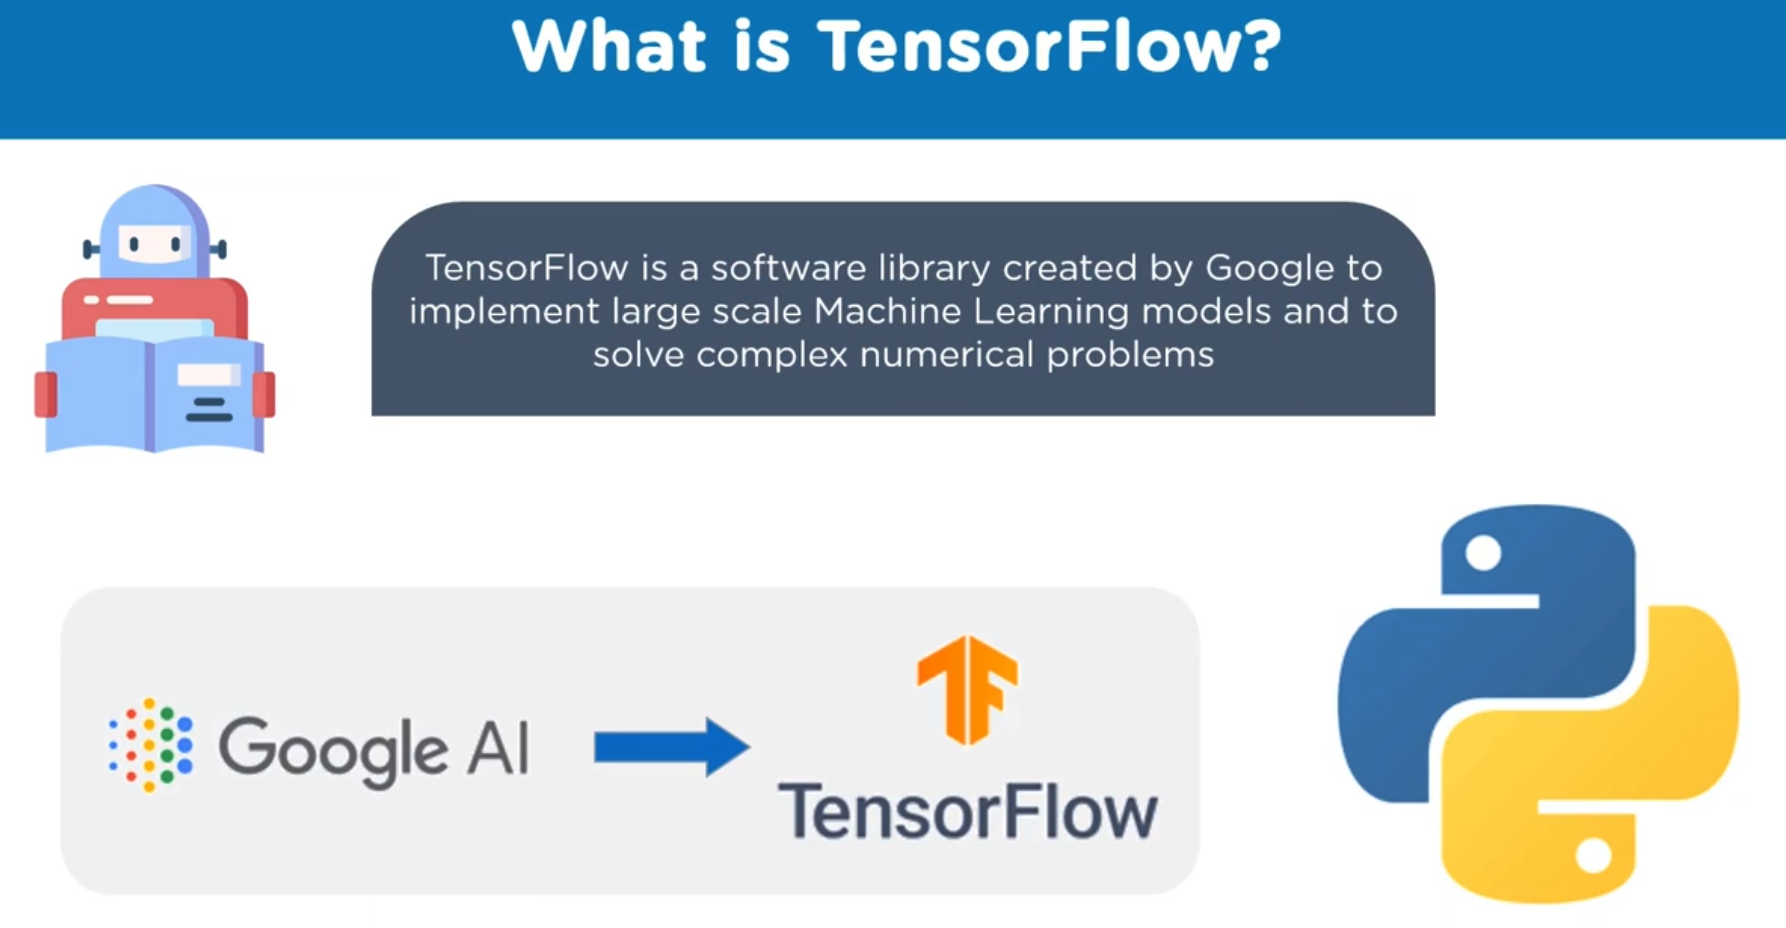 What is TensorFlow?
TensorFlow is a software library created by Google to
implement large scale Machine Learning models and to
solve complex numerical problems
Google AI
TensorFlow